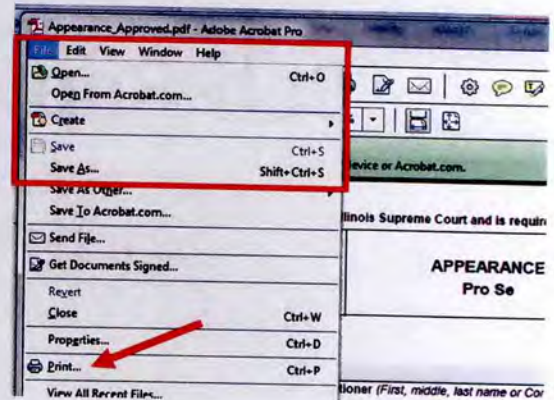 Appearance_Approved.pdf - Adobe Acrobat Pro
File Edit View Window Help
Open... Ctrl+O
Open From Acrobat.com...
Create
Save Ctrl+S
Save As... Shift+Ctrl+S
evice or Acrobat.com.
Save As Other...
Save To Acrobat.com...
linois Supreme Court and is requir
Send File...
Get Documents Signed...
APPEARANCE
Pro Se
Revert
Close Ctrl+W
Properties... Ctrl+D
Print... Ctrl+P
View All Recent Files...
tioner (First, middle, last name or Cor